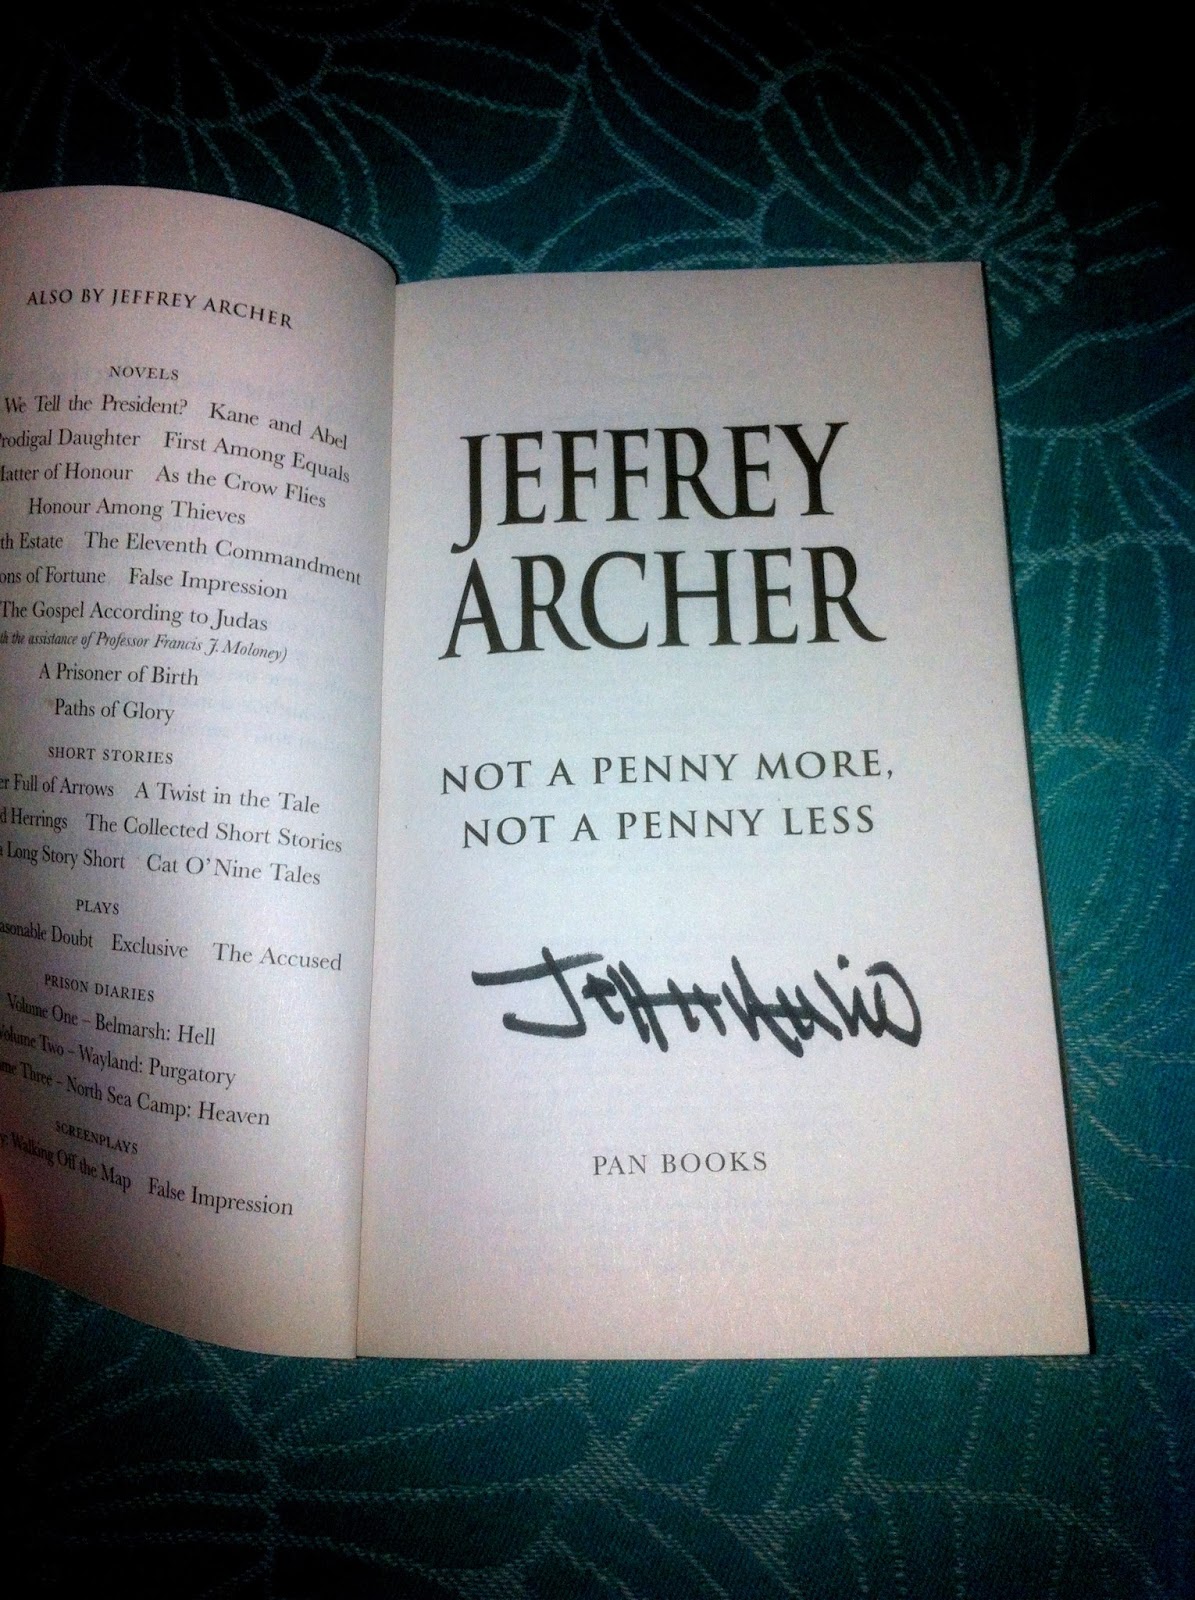 ALSO BY JEFFREY ARCHER
NOVELS
We Tell the President? Kane and Abel
Daughter First Among Equals
of Honour As the Crow Flies
Honour Among Thieves
Estate The Eleventh Commandment
of Fortune False Impression
The Gospel According to Judas
the assistance of Professor Francis J. Moloney)
A Prisoner of Birth
Paths of Glory
SHORT STORIES
Full of Arrows A Twist in the Tale
Herrings The Collected Short Stories
Long Story Short Cat O'Nine Tales
PLAYS
Doubt Exclusive The Accused
PRISON DIARIES
Volume One – Belmarsh: Hell
Volume Two – Wayland: Purgatory
Three – North Sea Camp: Heaven
SCREENPLAYS
Walking Off the Map False Impression
JEFFREY
ARCHER
NOT A PENNY MORE,
NOT A PENNY LESS
PAN BOOKS